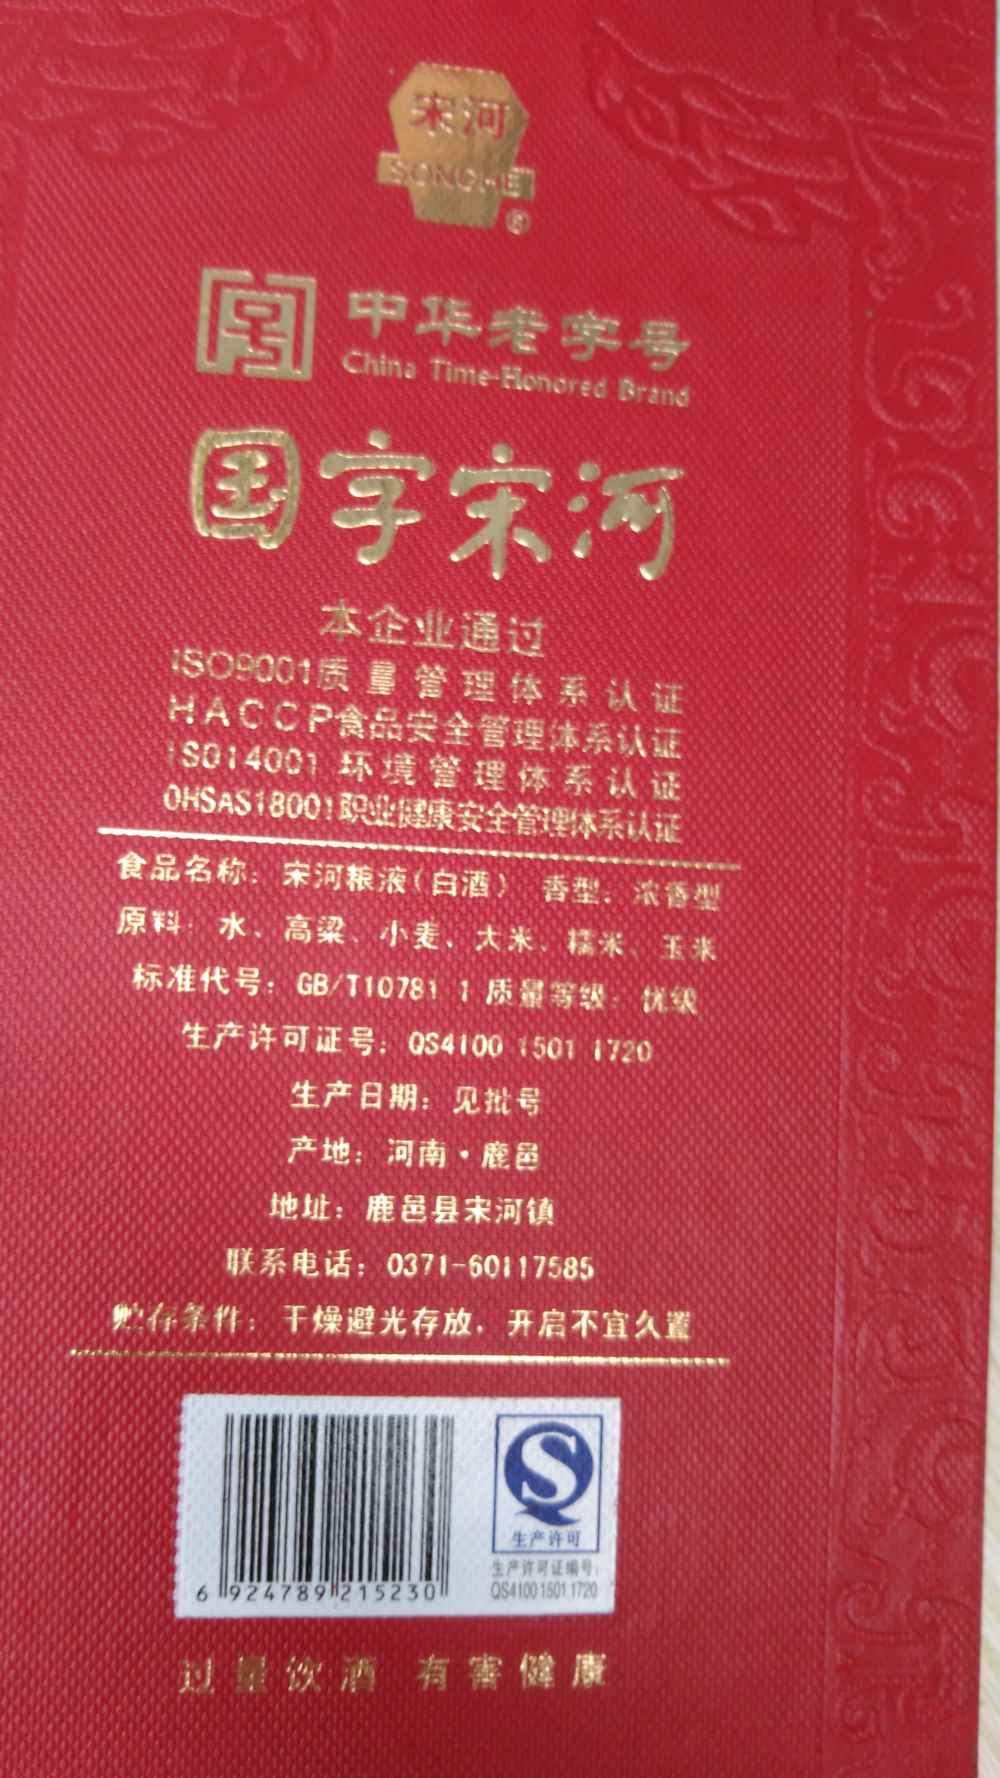 宋河
SONGHE
®
中华老字号
China Time-Honored Brand
国字宋河
本企业通过
ISO9001质量管理体系认证
HACCP食品安全管理体系认证
ISO14001环境管理体系认证
OHSAS18001职业健康安全管理体系认证
食品名称：宋河粮液（白酒） 香型：浓香型
原料：水、高粱、小麦、大米、糯米、玉米
标准代号：GB/T10781 1 质量等级：优级
生产许可证号：QS4100 1501 1720
生产日期：见批号
产地：河南·鹿邑
地址：鹿邑县宋河镇
联系电话：0371-60117585
贮存条件：干燥避光存放，开启不宜久置
生产许可
生产许可证编号：
QS4100 1501 1720
6 924789 215230
过量饮酒 有害健康